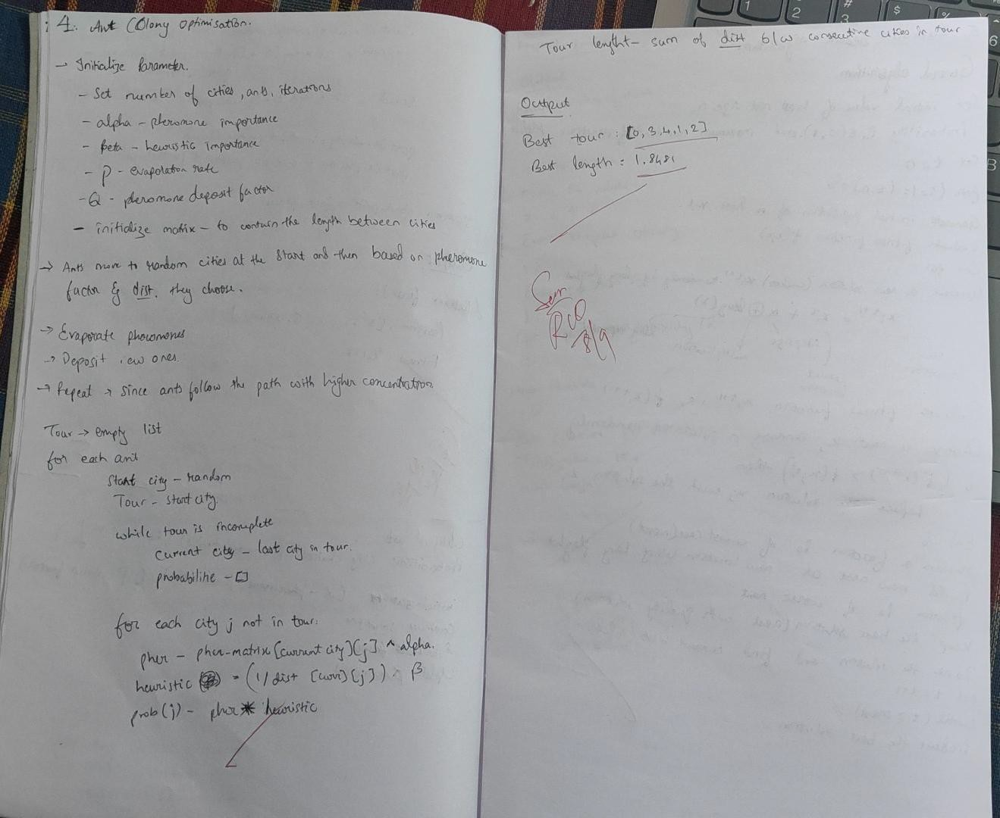 4. Ant Colony Optimisation.
→ Initialize Parameter.
- Set number of cities, ants, iterations
- alpha - pheromone importance
- Beta - heuristic importance
- ρ - evaporation rate
- Q - pheromone deposit factor
- initialize matrix - to contain the length between cities
→ Ants move to random cities at the start and then based on pheromone
factor & dist. they choose.
→ Evaporate pheromones
→ Deposit new ones.
→ Repeat → since ants follow the path with higher concentration
Tour → empty list
for each ant
Start city - random
Tour - start city.
while tour is incomplete
current city - last city in tour.
probabilitie - []
for each city j not in tour:
pher - pher-matrix [current city][j] ^ alpha.
heuristic = (1/dist [curr][j]) ^ β
prob(j) - pher * heuristic
Tour lenght - sum of dist b/w consecutive cities in tour
Output
Best tour : [0, 3, 4, 1, 2]
Best length : 1.8481
8/9
1
2
#
3
$
%
6
B